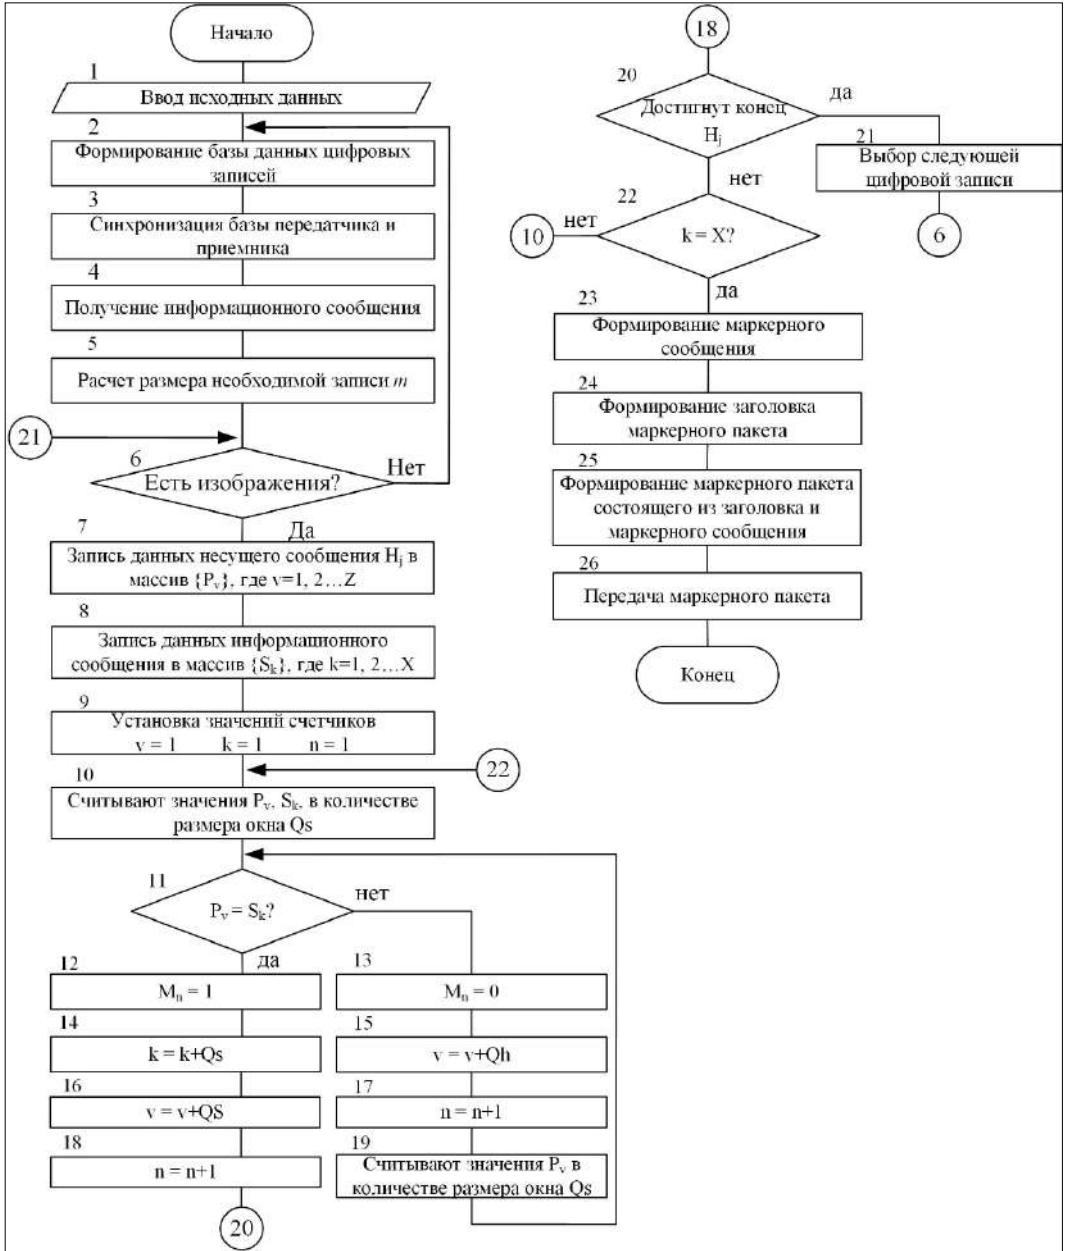 Начало
1
Ввод исходных данных
2
Формирование базы данных цифровых
записей
3
Синхронизация базы передатчика и
приемника
4
Получение информационного сообщения
5
Расчет размера необходимой записи m
21
6
Есть изображения?
Нет
Да
7
Запись данных несущего сообщения Hj в
массив {Pv}, где v=1, 2...Z
8
Запись данных информационного
сообщения в массив {Sk}, где k=1, 2...X
9
Установка значений счетчиков
v = 1 k = 1 n = 1
22
10
Считывают значения Pv, Sk, в количестве
размера окна Qs
11
Pv = Sk?
нет
да
12
Mn = 1
13
Mn = 0
14
k = k+Qs
15
v = v+Qh
16
v = v+QS
17
n = n+1
18
n = n+1
19
Считывают значения Pv в
количестве размера окна Qs
20
18
20
Достигнут конец
Hj
да
21
Выбор следующей
цифровой записи
6
нет
22
k = X?
нет
10
да
23
Формирование маркерного
сообщения
24
Формирование заголовка
маркерного пакета
25
Формирование маркерного пакета
состоящего из заголовка и
маркерного сообщения
26
Передача маркерного пакета
Конец